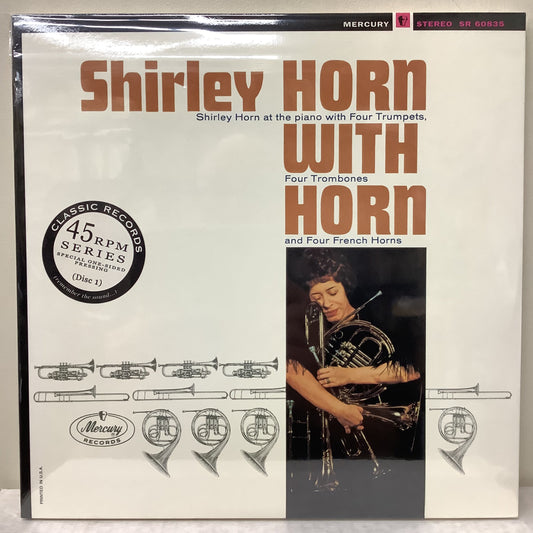 MERCURY STEREO SR 60835
Shirley HORN
Shirley Horn at the piano with Four Trumpets,
WITH
Four Trombones
HORN
and Four French Horns
CLASSIC RECORDS
45 RPM
SERIES
SPECIAL ONE-SIDED
PRESSING
(Disc 1)
(remember the sound...)
Mercury
RECORDS
PRINTED IN U.S.A.